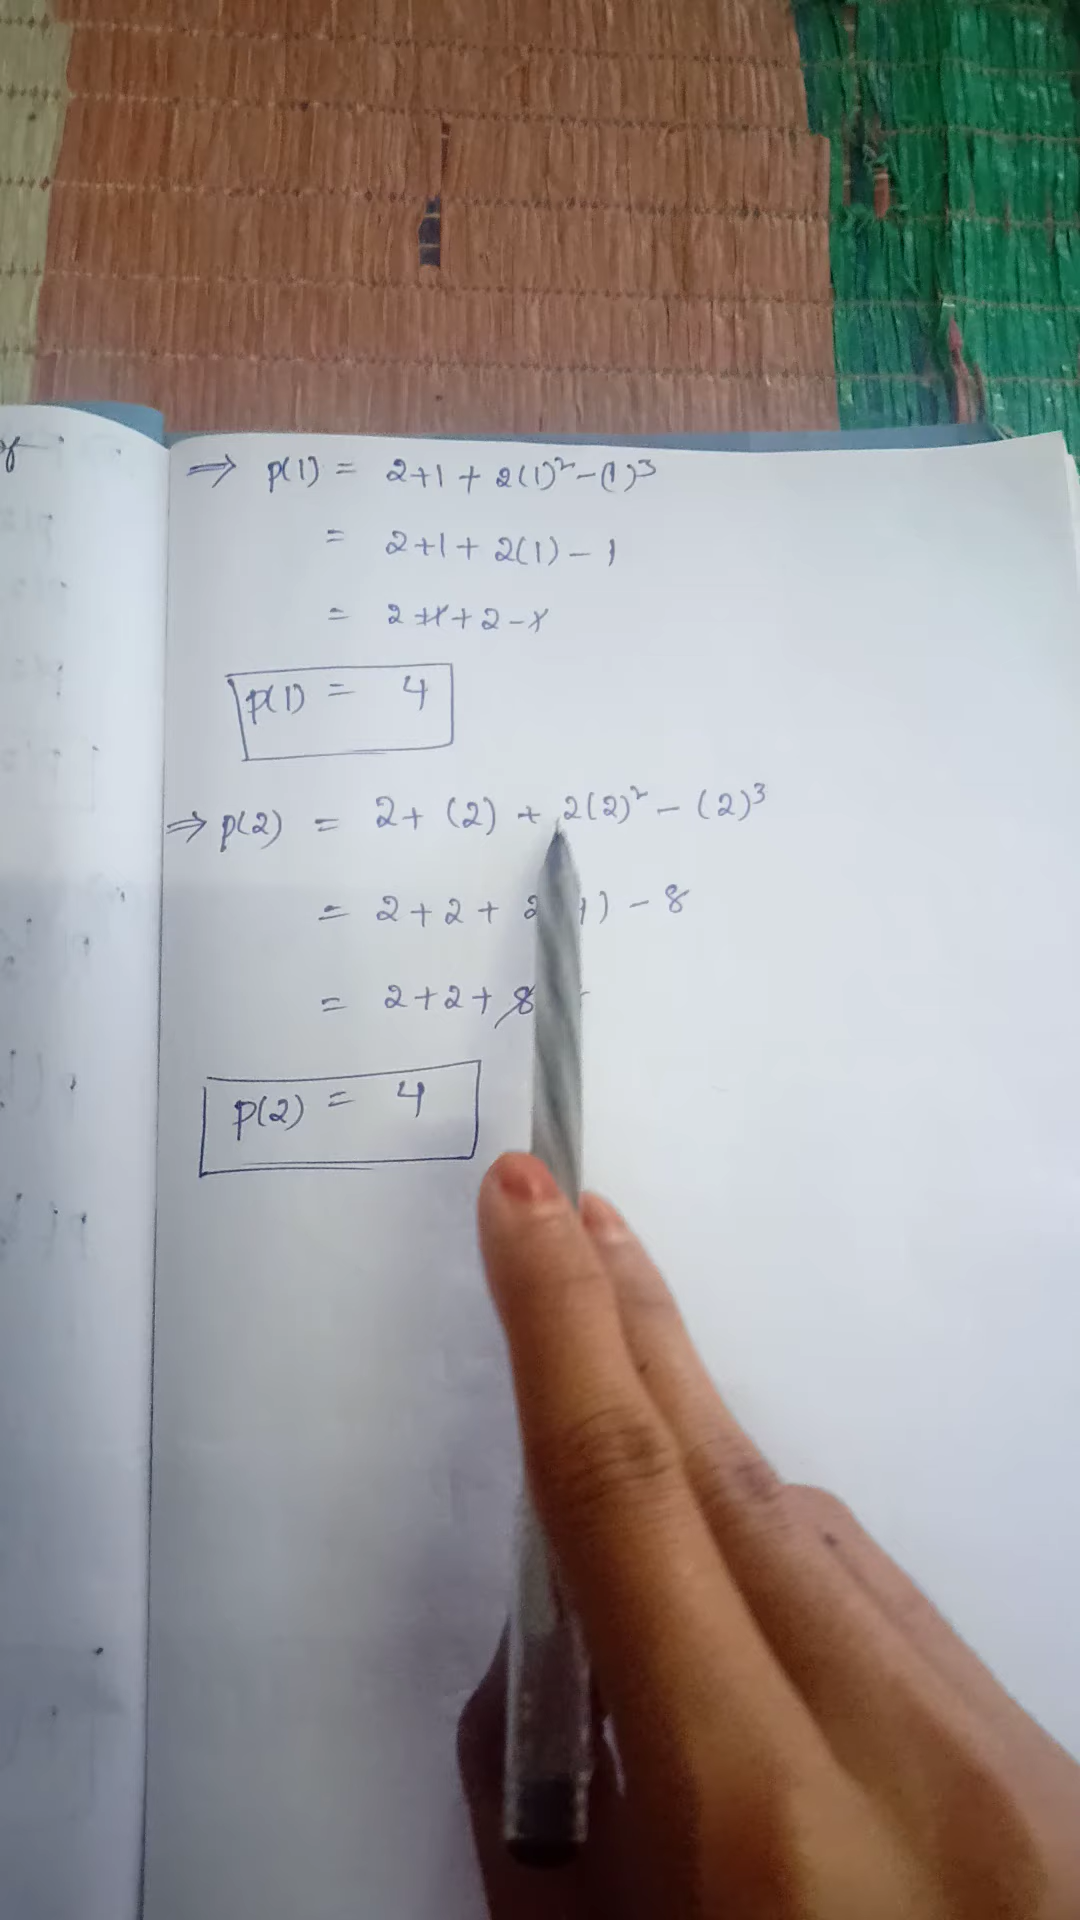 ⇒ p(1) = 2+1+2(1)²-(1)³
= 2+1+2(1)-1
= 2+1+2-1
p(1) = 4
⇒ p(2) = 2+(2)+2(2)²-(2)³
= 2+2+2 ) - 8
= 2+2+8
p(2) = 4